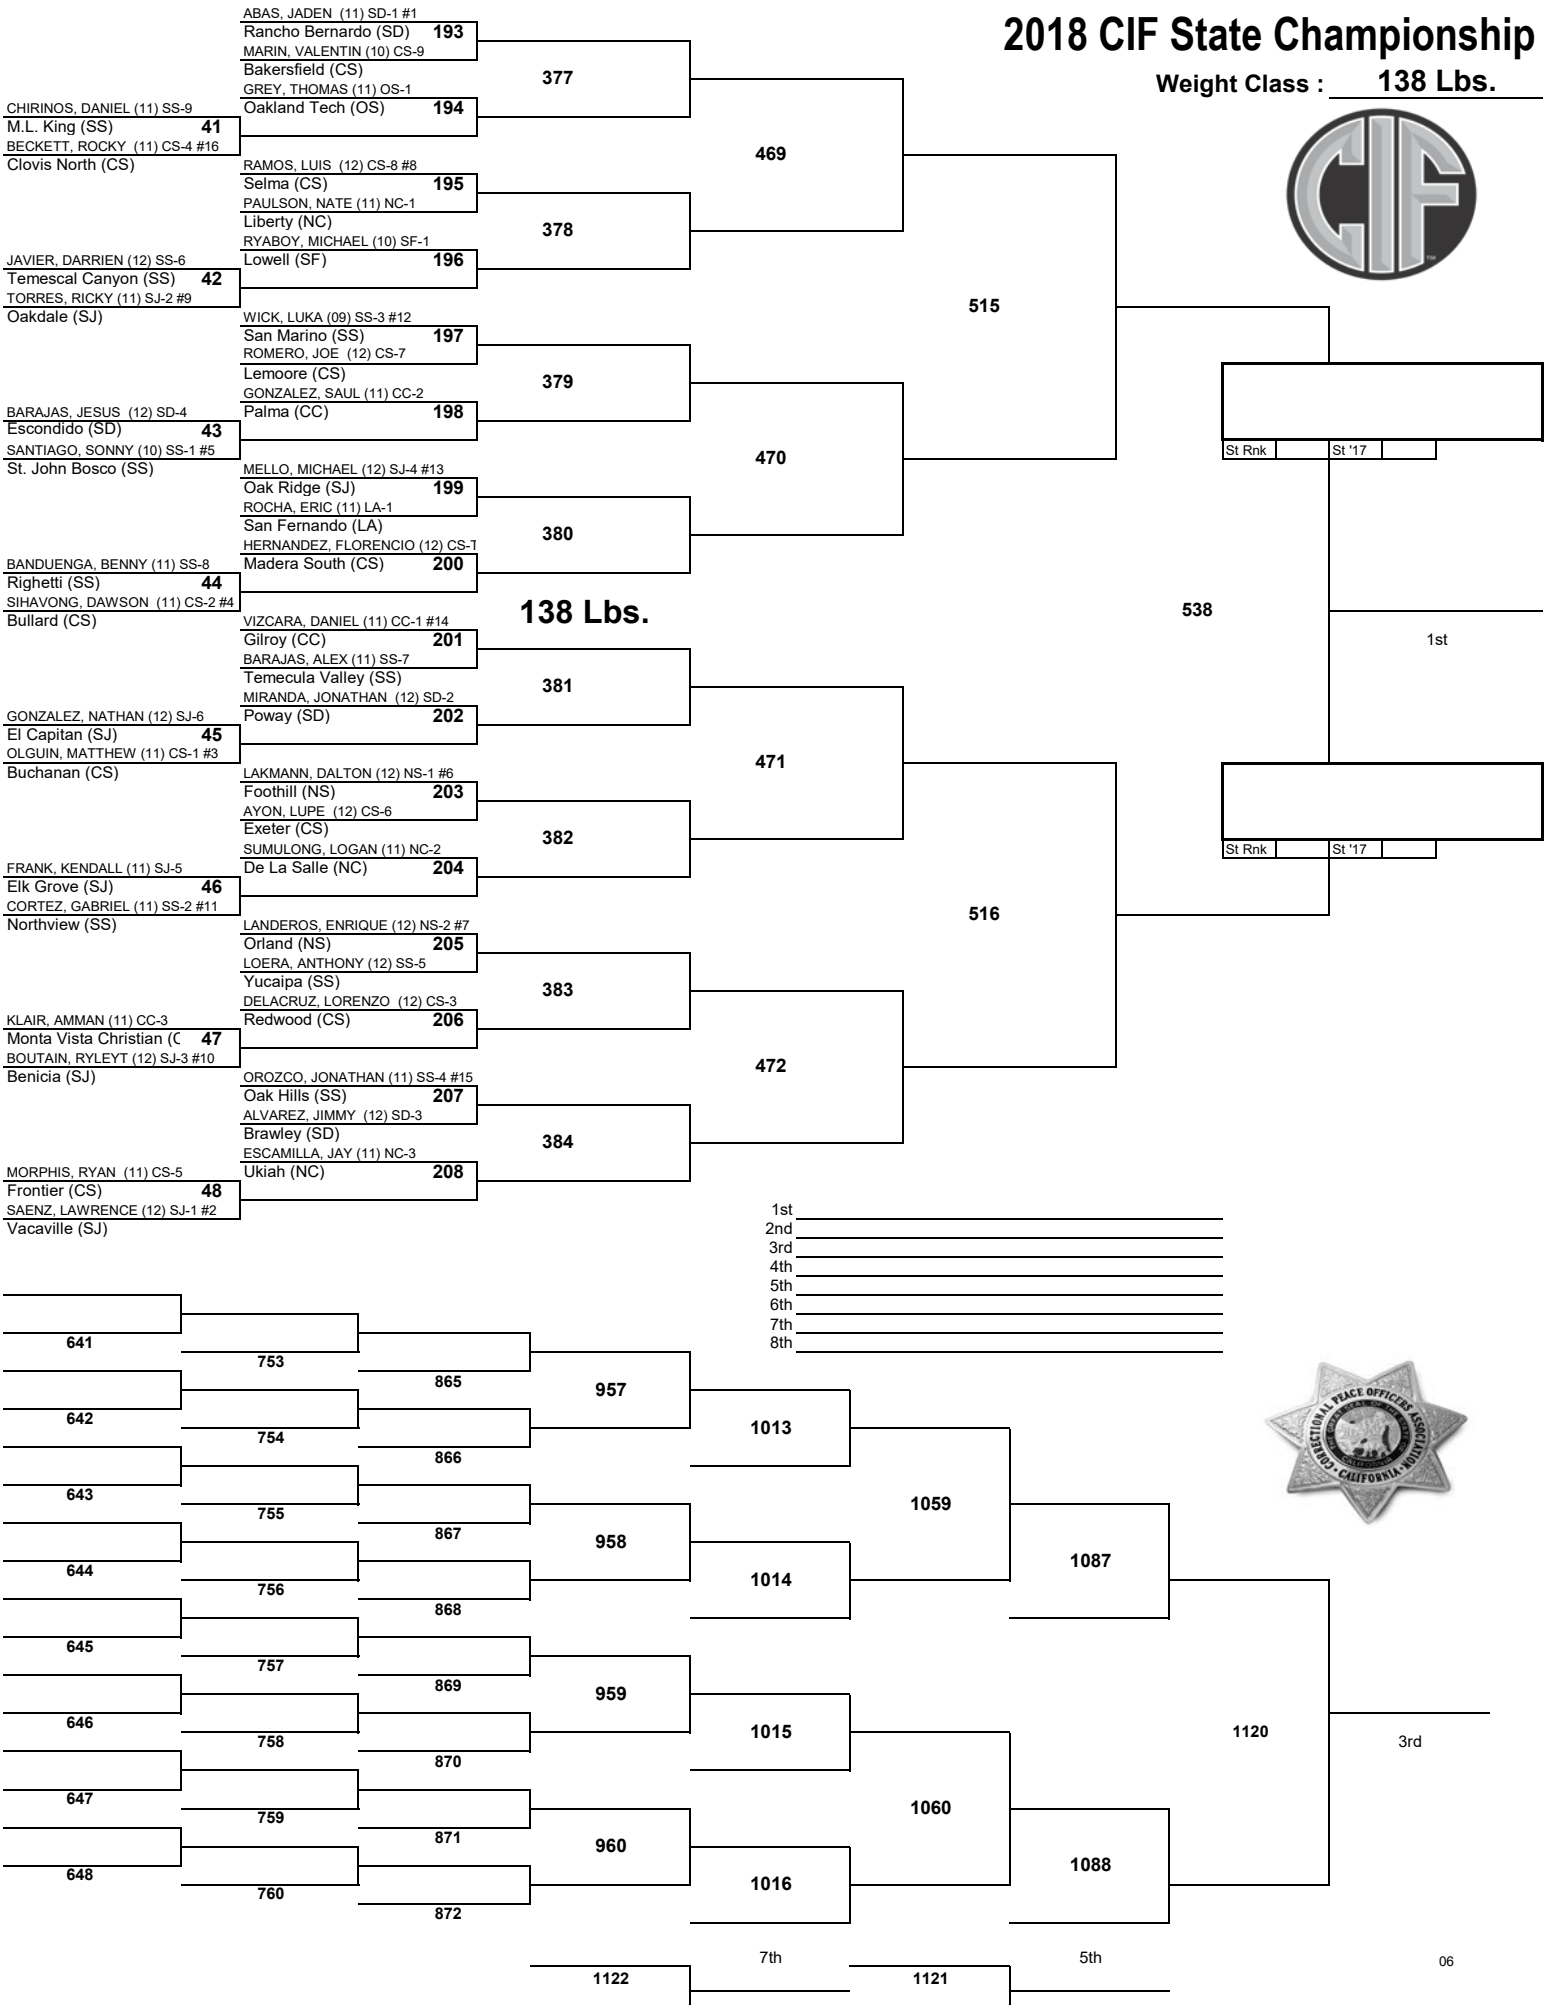 2018 CIF State Championship
Weight Class : 138 Lbs.
CIF
TM
ABAS, JADEN (11) SD-1 #1
Rancho Bernardo (SD) 193
MARIN, VALENTIN (10) CS-9
Bakersfield (CS)
377
GREY, THOMAS (11) OS-1
Oakland Tech (OS) 194
CHIRINOS, DANIEL (11) SS-9
M.L. King (SS) 41
BECKETT, ROCKY (11) CS-4 #16
Clovis North (CS)
469
RAMOS, LUIS (12) CS-8 #8
Selma (CS) 195
PAULSON, NATE (11) NC-1
Liberty (NC)
378
RYABOY, MICHAEL (10) SF-1
Lowell (SF) 196
JAVIER, DARRIEN (12) SS-6
Temescal Canyon (SS) 42
TORRES, RICKY (11) SJ-2 #9
Oakdale (SJ)
515
WICK, LUKA (09) SS-3 #12
San Marino (SS) 197
ROMERO, JOE (12) CS-7
Lemoore (CS)
379
GONZALEZ, SAUL (11) CC-2
Palma (CC) 198
BARAJAS, JESUS (12) SD-4
Escondido (SD) 43
SANTIAGO, SONNY (10) SS-1 #5
St. John Bosco (SS)
470
St Rnk St '17
MELLO, MICHAEL (12) SJ-4 #13
Oak Ridge (SJ) 199
ROCHA, ERIC (11) LA-1
San Fernando (LA)
380
HERNANDEZ, FLORENCIO (12) CS-1
Madera South (CS) 200
BANDUENGA, BENNY (11) SS-8
Righetti (SS) 44
SIHAVONG, DAWSON (11) CS-2 #4
Bullard (CS)
138 Lbs.
538
1st
VIZCARA, DANIEL (11) CC-1 #14
Gilroy (CC) 201
BARAJAS, ALEX (11) SS-7
Temecula Valley (SS)
381
MIRANDA, JONATHAN (12) SD-2
Poway (SD) 202
GONZALEZ, NATHAN (12) SJ-6
El Capitan (SJ) 45
OLGUIN, MATTHEW (11) CS-1 #3
Buchanan (CS)
471
LAKMANN, DALTON (12) NS-1 #6
Foothill (NS) 203
AYON, LUPE (12) CS-6
Exeter (CS)
382
SUMULONG, LOGAN (11) NC-2
De La Salle (NC) 204
St Rnk St '17
FRANK, KENDALL (11) SJ-5
Elk Grove (SJ) 46
CORTEZ, GABRIEL (11) SS-2 #11
Northview (SS)
516
LANDEROS, ENRIQUE (12) NS-2 #7
Orland (NS) 205
LOERA, ANTHONY (12) SS-5
Yucaipa (SS)
383
DELACRUZ, LORENZO (12) CS-3
Redwood (CS) 206
KLAIR, AMMAN (11) CC-3
Monta Vista Christian (C 47
BOUTAIN, RYLEYT (12) SJ-3 #10
Benicia (SJ)
472
OROZCO, JONATHAN (11) SS-4 #15
Oak Hills (SS) 207
ALVAREZ, JIMMY (12) SD-3
Brawley (SD)
384
ESCAMILLA, JAY (11) NC-3
Ukiah (NC) 208
MORPHIS, RYAN (11) CS-5
Frontier (CS) 48
SAENZ, LAWRENCE (12) SJ-1 #2
Vacaville (SJ)
1st
2nd
3rd
4th
5th
6th
7th
8th
641
753
865
957
642
754
1013
866
643
755
1059
867
958
644
756
1014
1087
868
645
757
869
959
646
758
1015
1120
3rd
870
647
759
1060
871
960
648
760
1016
1088
872
CORRECTIONAL PEACE OFFICERS ASSOCIATION
CALIFORNIA
7th
5th
06
1122
1121